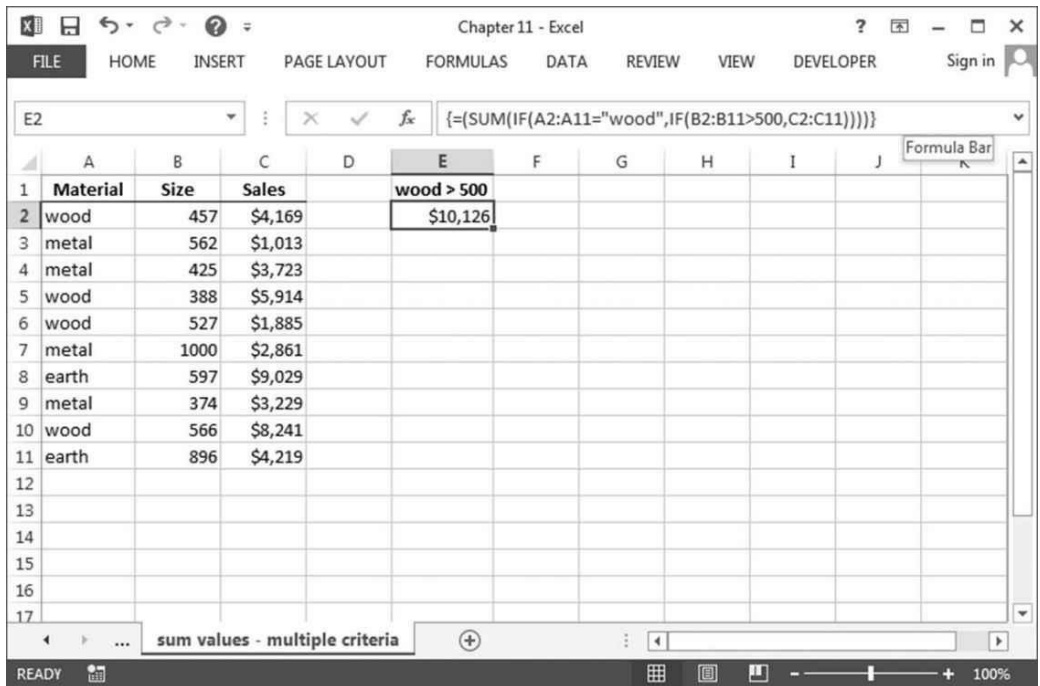 Chapter 11 - Excel
FILE HOME INSERT PAGE LAYOUT FORMULAS DATA REVIEW VIEW DEVELOPER Sign in
E2 fx {=(SUM(IF(A2:A11="wood",IF(B2:B11>500,C2:C11))))}
Formula Bar
A B C D E F G H I J K
1 Material Size Sales wood > 500
2 wood 457 $4,169 $10,126
3 metal 562 $1,013
4 metal 425 $3,723
5 wood 388 $5,914
6 wood 527 $1,885
7 metal 1000 $2,861
8 earth 597 $9,029
9 metal 374 $3,229
10 wood 566 $8,241
11 earth 896 $4,219
12
13
14
15
16
17
... sum values - multiple criteria
READY 100%